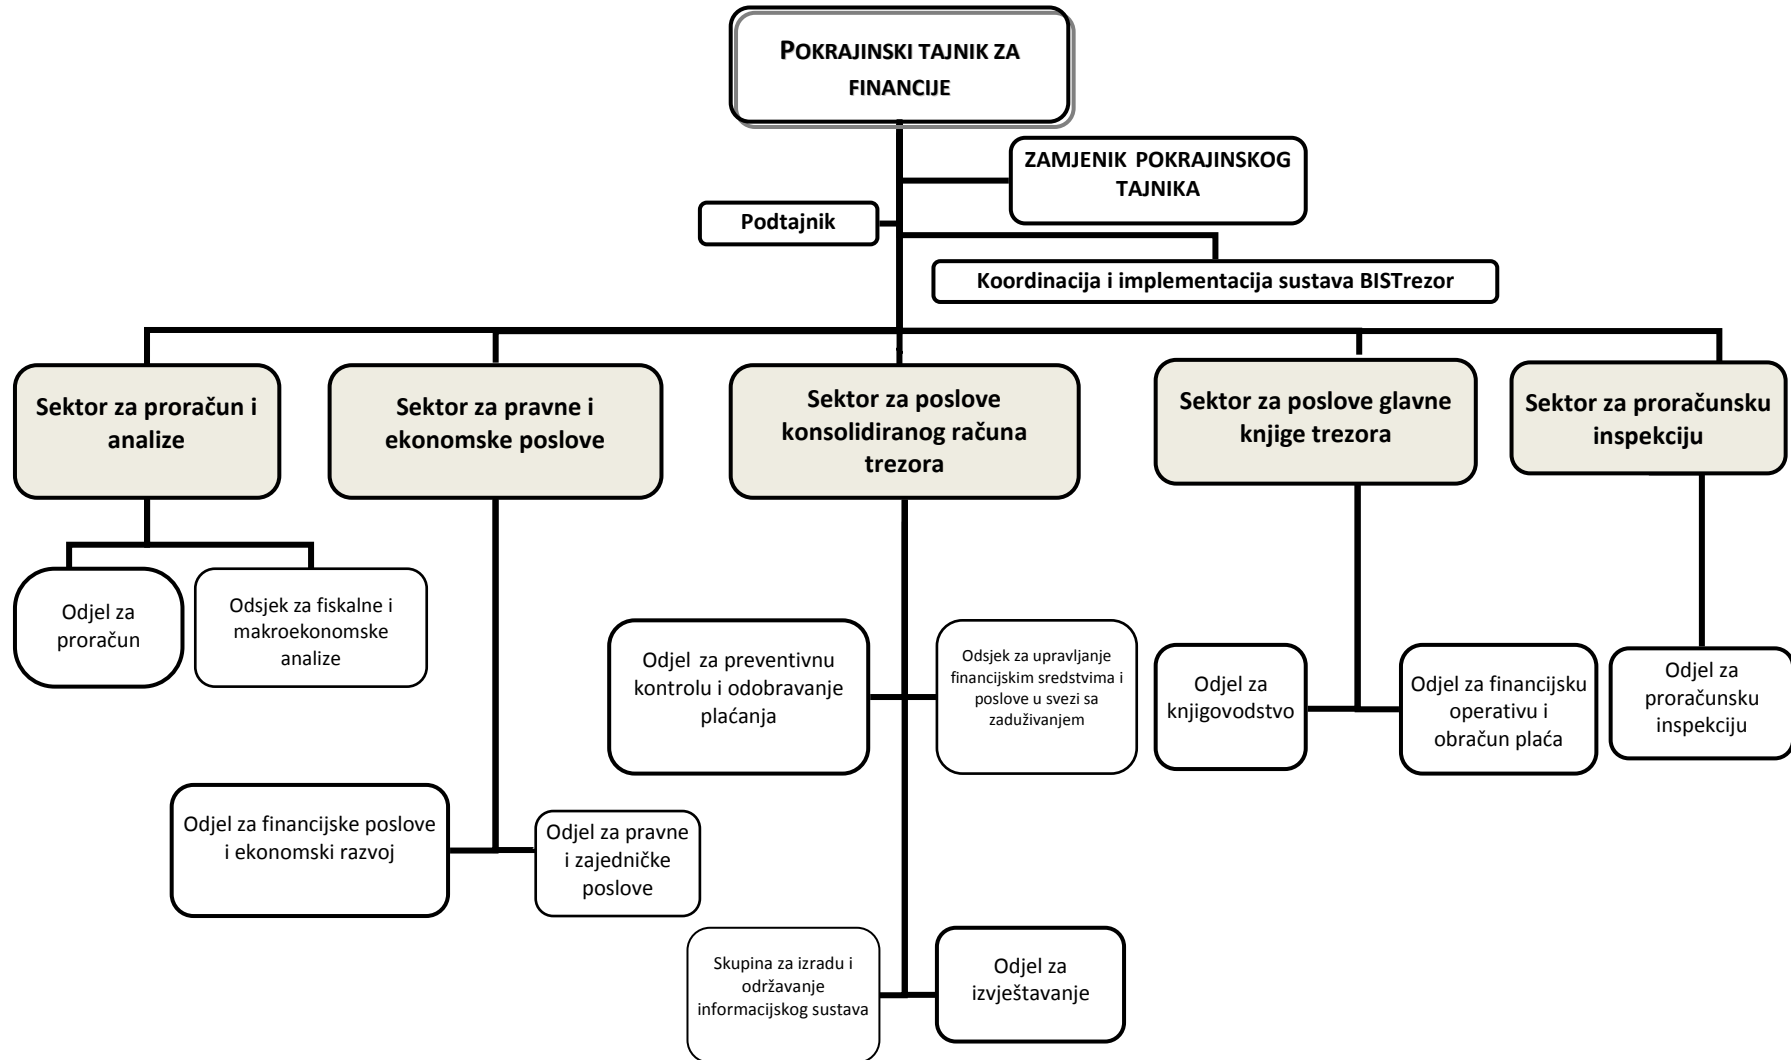 POKRAJINSKI TAJNIK ZA
FINANCIJE
ZAMJENIK POKRAJINSKOG
TAJNIKA
Podtajnik
Koordinacija i implementacija sustava BISTrezor
Sektor za proračun i
analize
Sektor za pravne i
ekonomske poslove
Sektor za poslove
konsolidiranog računa
trezora
Sektor za poslove glavne
knjige trezora
Sektor za proračunsku
inspekciju
Odjel za
proračun
Odsjek za fiskalne i
makroekonomske
analize
Odjel za preventivnu
kontrolu i odobravanje
plaćanja
Odsjek za upravljanje
financijskim sredstvima i
poslove u svezi sa
zaduživanjem
Odjel za
knjigovodstvo
Odjel za financijsku
operativu i
obračun plaća
Odjel za
proračunsku
inspekciju
Odjel za financijske poslove
i ekonomski razvoj
Odjel za pravne
i zajedničke
poslove
Skupina za izradu i
održavanje
informacijskog sustava
Odjel za
izvještavanje